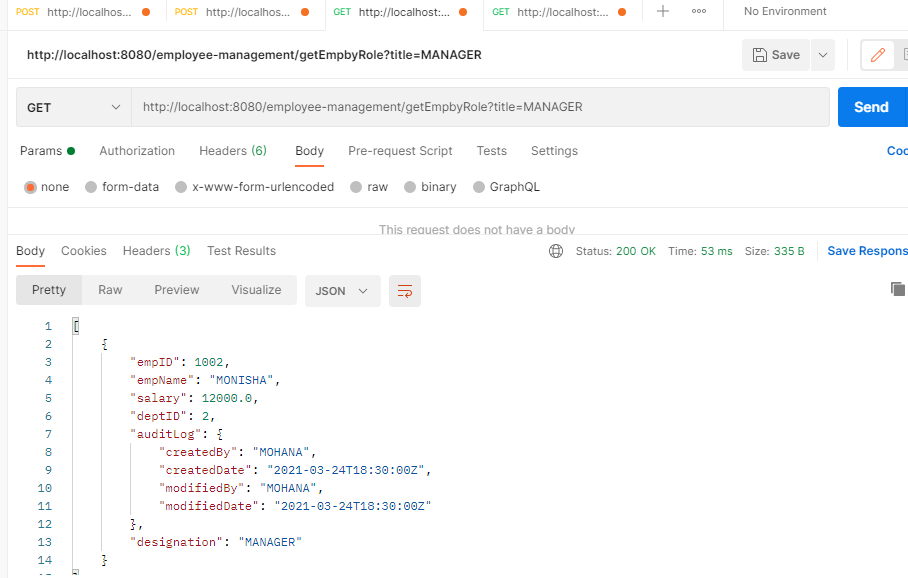 POST http://localhos... POST http://localhos... GET http://localhost:... GET http://localhost:... + ooo No Environment
http://localhost:8080/employee-management/getEmpbyRole?title=MANAGER Save
GET http://localhost:8080/employee-management/getEmpbyRole?title=MANAGER Send
Params Authorization Headers (6) Body Pre-request Script Tests Settings Coo
none form-data x-www-form-urlencoded raw binary GraphQL
This request does not have a body
Body Cookies Headers (3) Test Results Status: 200 OK Time: 53 ms Size: 335 B Save Respons
Pretty Raw Preview Visualize JSON
1 [
2 {
3 "empID": 1002,
4 "empName": "MONISHA",
5 "salary": 12000.0,
6 "deptID": 2,
7 "auditLog": {
8 "createdBy": "MOHANA",
9 "createdDate": "2021-03-24T18:30:00Z",
10 "modifiedBy": "MOHANA",
11 "modifiedDate": "2021-03-24T18:30:00Z"
12 },
13 "designation": "MANAGER"
14 }